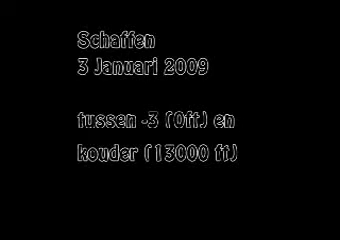 Schaffen
3 Januari 2009
tussen -3 (0ft) en
kouder (13000 ft)